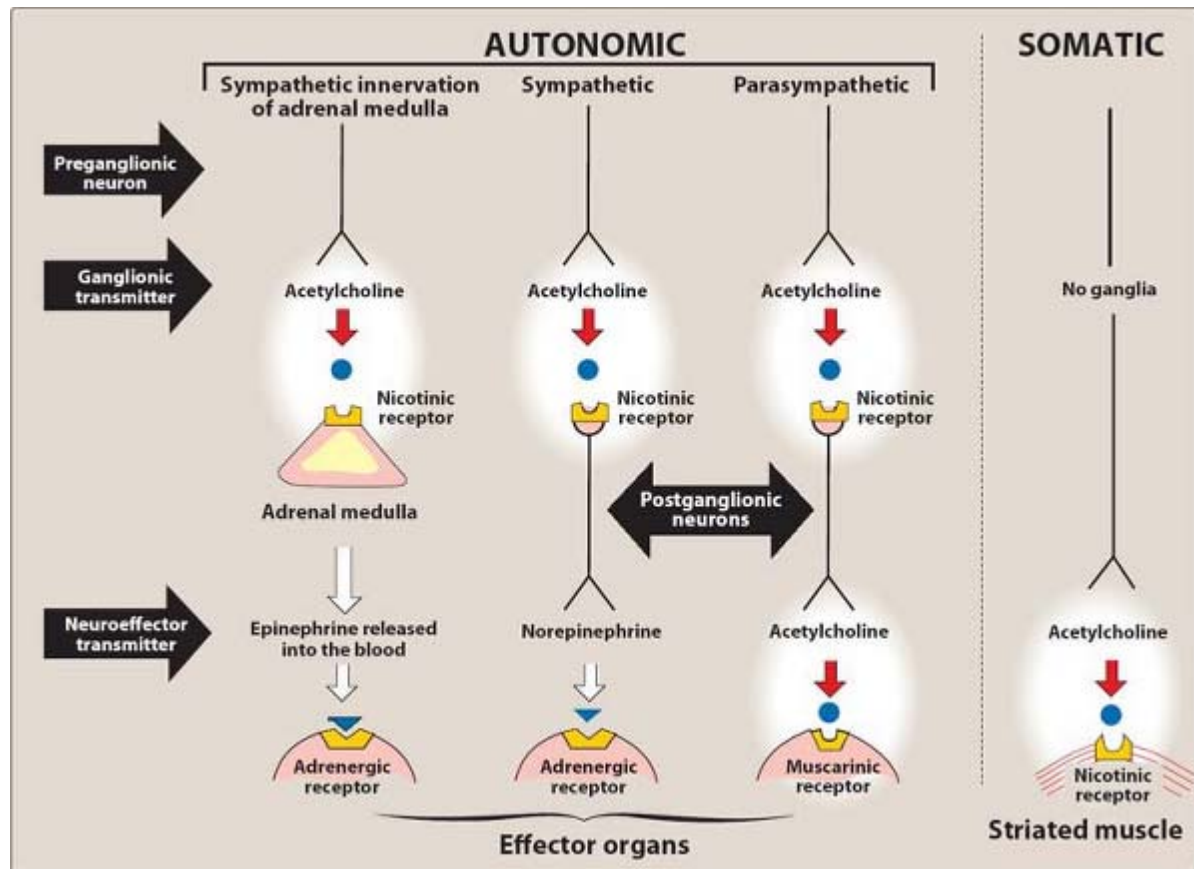 AUTONOMIC
SOMATIC
Sympathetic innervation
of adrenal medulla
Sympathetic
Parasympathetic
Preganglionic
neuron
Ganglionic
transmitter
Acetylcholine
Acetylcholine
Acetylcholine
No ganglia
Nicotinic
receptor
Nicotinic
receptor
Nicotinic
receptor
Adrenal medulla
Postganglionic
neurons
Neuroeffector
transmitter
Epinephrine released
into the blood
Norepinephrine
Acetylcholine
Acetylcholine
Adrenergic
receptor
Adrenergic
receptor
Muscarinic
receptor
Nicotinic
receptor
Effector organs
Striated muscle